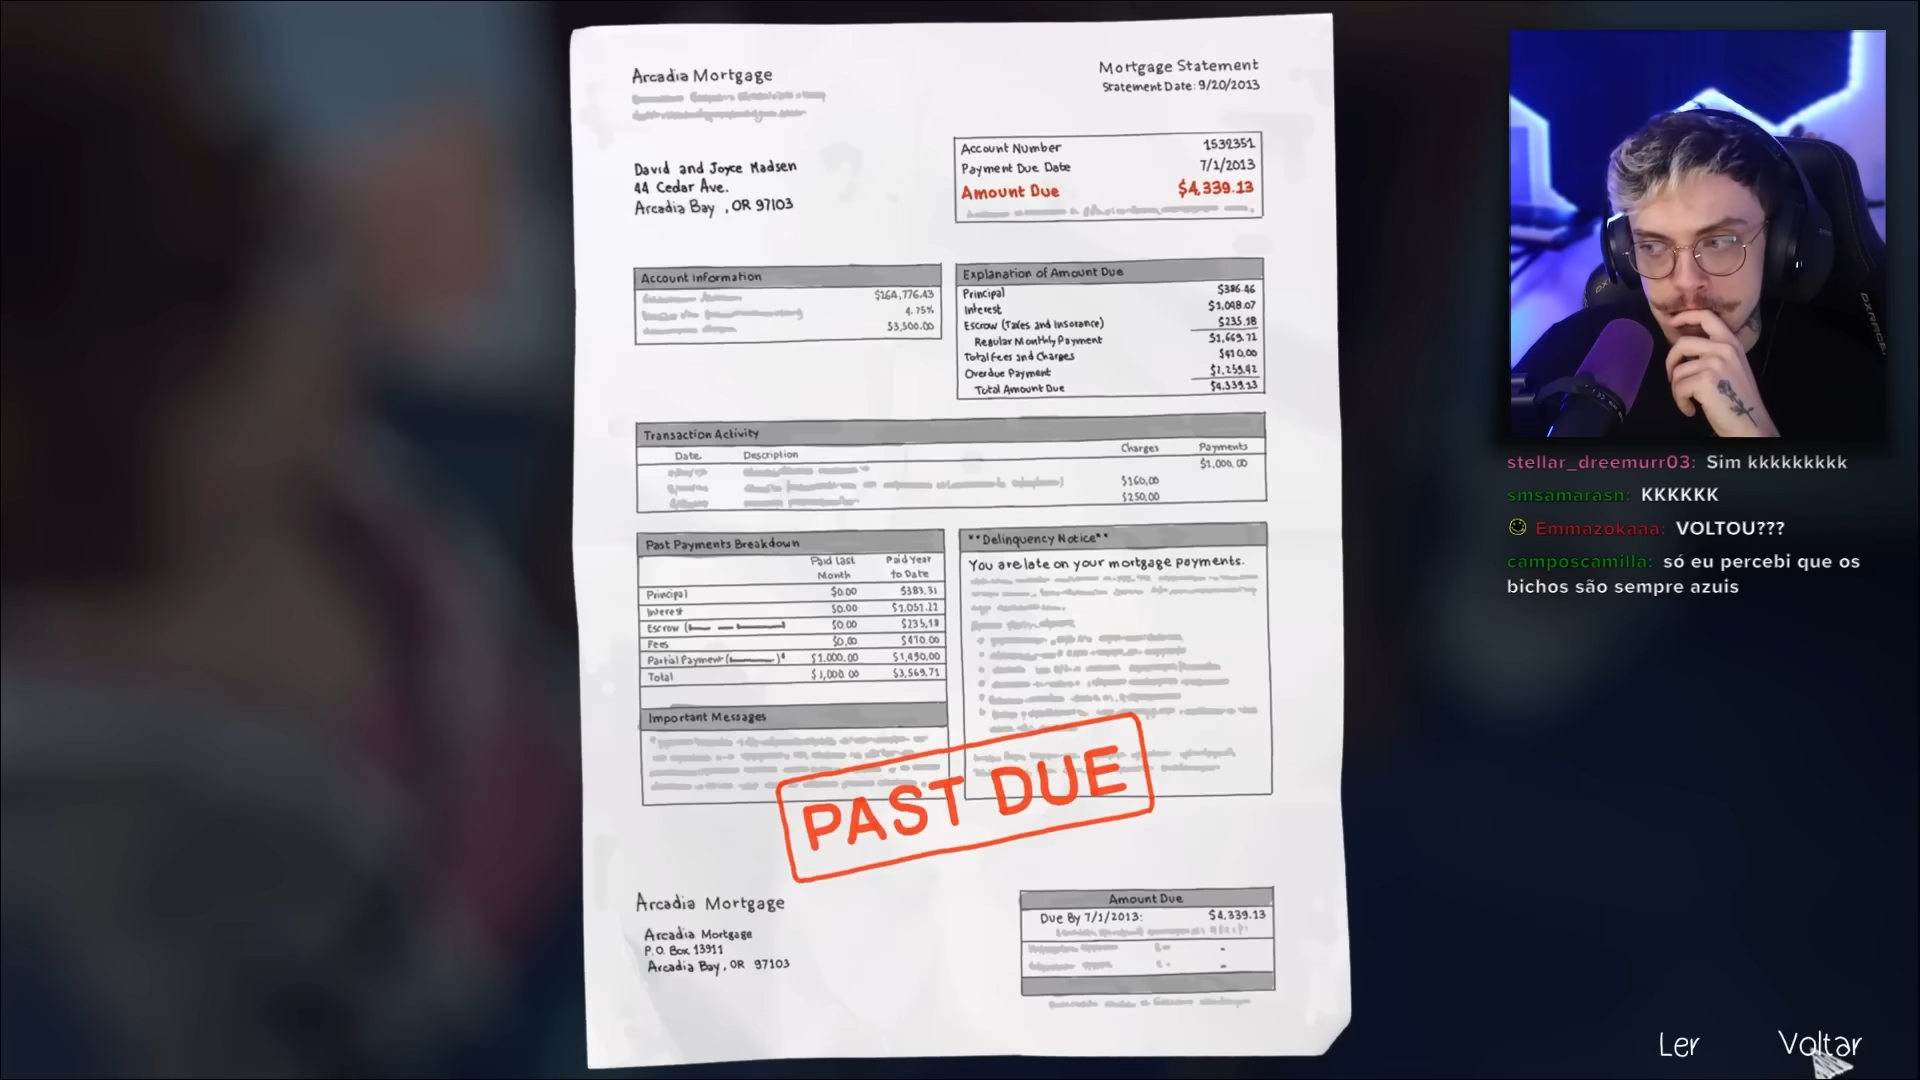 Arcadia Mortgage
Mortgage Statement
Statement Date: 9/20/2013
David and Joyce Madsen
44 Cedar Ave.
Arcadia Bay , OR 97103
Account Number 1532351
Payment Due Date 7/1/2013
Amount Due $4,339.13
Account Information
$264,776.43
4.75%
$3,500.00
Explanation of Amount Due
Principal $386.46
Interest $1,048.07
Escrow (Taxes and Insurance) $235.18
Regular Monthly Payment $1,669.71
Total Fees and Charges $410.00
Overdue Payment $2,259.42
Total Amount Due $4,339.13
Transaction Activity
Date Description Charges Payments
$1,000.00
$160.00
$250.00
Past Payments Breakdown
Paid Last Month Paid Year to Date
Principal $0.00 $383.31
Interest $0.00 $1,051.22
Escrow ( $0.00 $235.18
Fees $0.00 $410.00
Partial Payment ( ) $1,000.00 $1,490.00
Total $1,000 00 $3,569.71
Important Messages
**Delinquency Notice**
You are late on your mortgage payments.
PAST DUE
Arcadia Mortgage
Arcadia Mortgage
P.O. Box 13911
Arcadia Bay, OR 97103
Amount Due
Due By 7/1/2013: $4,339.13
stellar_dreemurr03: Sim kkkkkkkkk
smsamarasn: KKKKKK
Emmazokaaa: VOLTOU???
camposcamilla: só eu percebi que os
bichos são sempre azuis
Ler Voltar